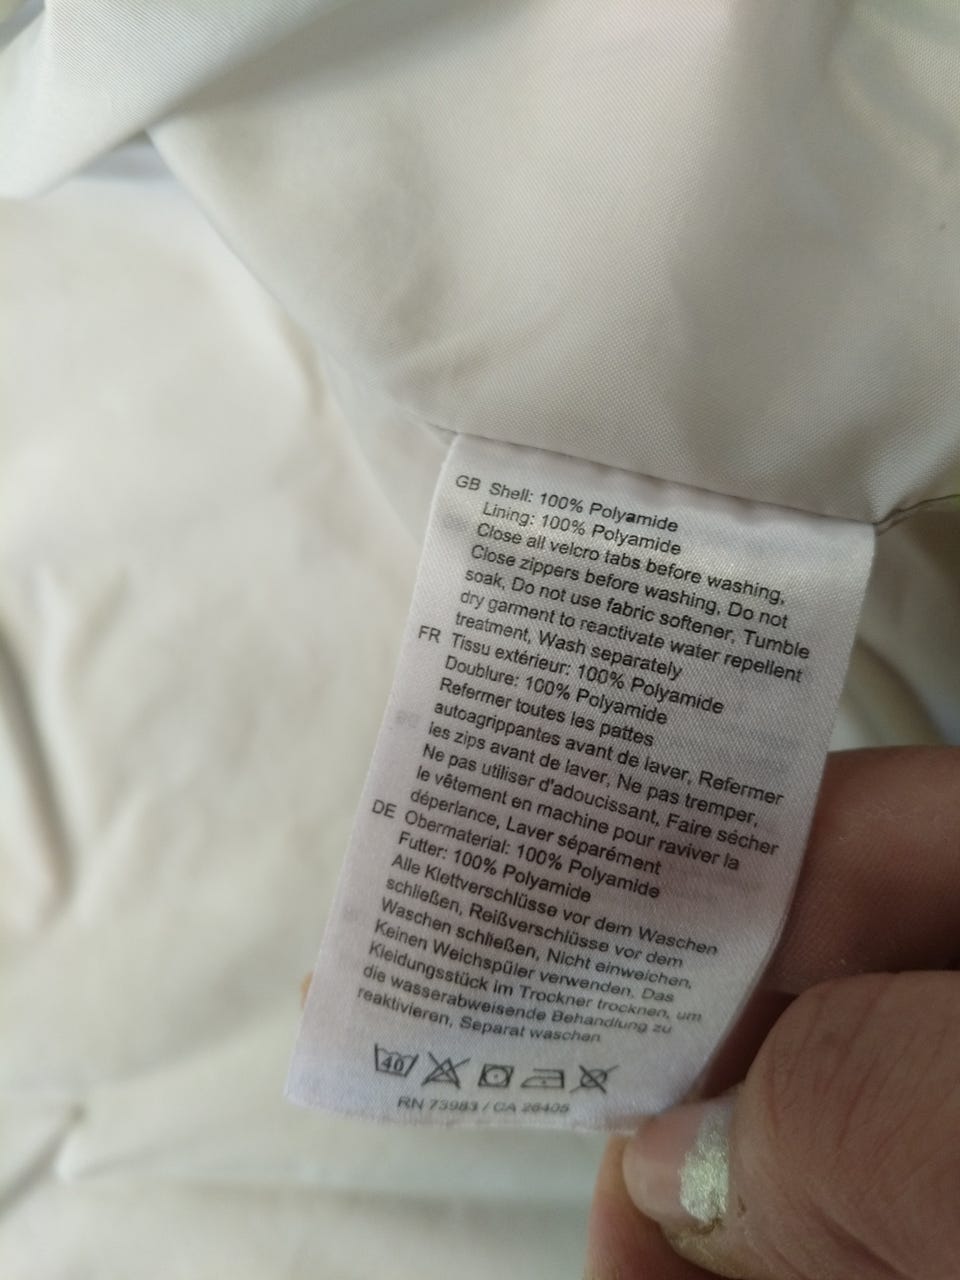 GB Shell: 100% Polyamide
Lining: 100% Polyamide
Close all velcro tabs before washing,
Close zippers before washing, Do not
soak, Do not use fabric softener, Tumble
dry garment to reactivate water repellent
treatment, Wash separately
FR Tissu extérieur: 100% Polyamide
Doublure: 100% Polyamide
Refermer toutes les pattes
autoagrippantes avant de laver, Refermer
les zips avant de laver, Ne pas tremper,
Ne pas utiliser d'adoucissant, Faire sécher
le vêtement en machine pour raviver la
déperlance, Laver séparément
DE Obermaterial: 100% Polyamide
Futter: 100% Polyamide
Alle Klettverschlüsse vor dem Waschen
schließen, Reißverschlüsse vor dem
Waschen schließen, Nicht einweichen,
Keinen Weichspüler verwenden, Das
Kleidungsstück im Trockner trocknen, um
die wasserabweisende Behandlung zu
reaktivieren, Separat waschen
40
RN 73983 / CA 26405